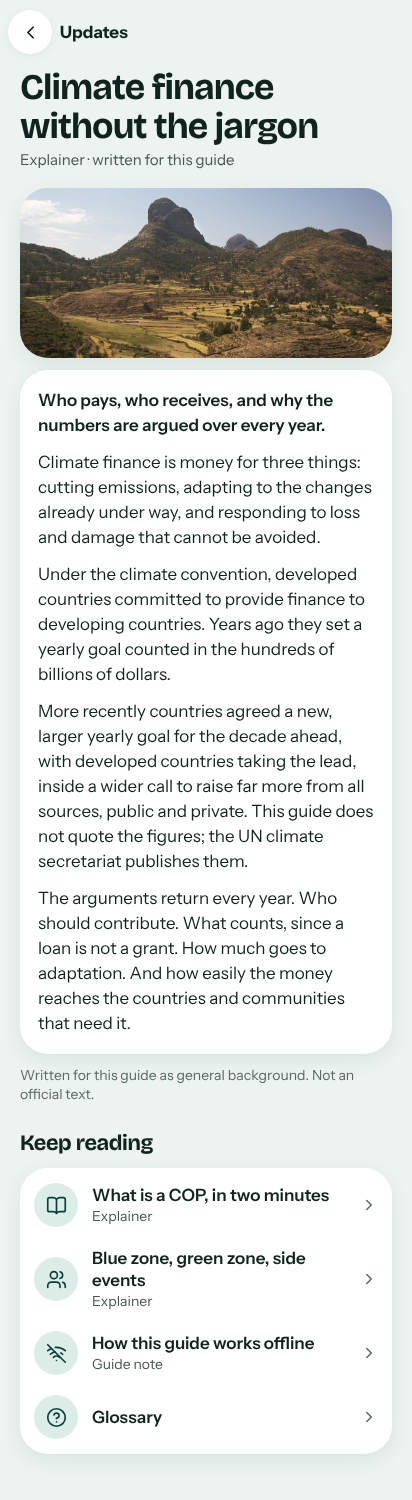 Updates
Climate finance
without the jargon
Explainer · written for this guide
Who pays, who receives, and why the
numbers are argued over every year.
Climate finance is money for three things:
cutting emissions, adapting to the changes
already under way, and responding to loss
and damage that cannot be avoided.
Under the climate convention, developed
countries committed to provide finance to
developing countries. Years ago they set a
yearly goal counted in the hundreds of
billions of dollars.
More recently countries agreed a new,
larger yearly goal for the decade ahead,
with developed countries taking the lead,
inside a wider call to raise far more from all
sources, public and private. This guide does
not quote the figures; the UN climate
secretariat publishes them.
The arguments return every year. Who
should contribute. What counts, since a
loan is not a grant. How much goes to
adaptation. And how easily the money
reaches the countries and communities
that need it.
Written for this guide as general background. Not an
official text.
Keep reading
What is a COP, in two minutes
Explainer
Blue zone, green zone, side
events
Explainer
How this guide works offline
Guide note
Glossary